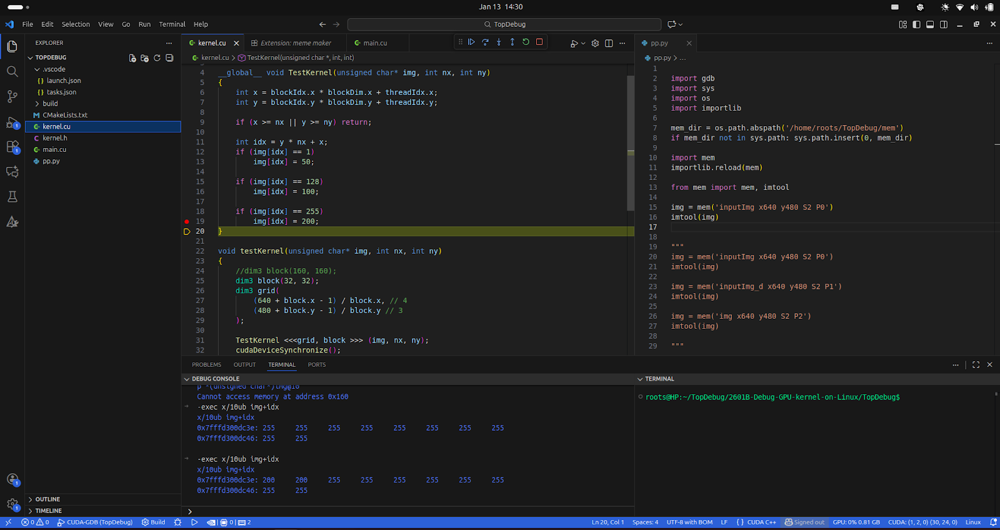 Jan 13 14:30
File Edit Selection View Go Run Terminal Help
TopDebug
EXPLORER
TOPDEBUG
.vscode
launch.json
tasks.json
build
CMakeLists.txt
kernel.cu
kernel.h
main.cu
pp.py
OUTLINE
TIMELINE
kernel.cu Extension: meme maker main.cu
kernel.cu > TestKernel(unsigned char *, int, int)
4 __global__ void TestKernel(unsigned char* img, int nx, int ny)
5 {
6 int x = blockIdx.x * blockDim.x + threadIdx.x;
7 int y = blockIdx.y * blockDim.y + threadIdx.y;
8
9 if (x >= nx || y >= ny) return;
10
11 int idx = y * nx + x;
12 if (img[idx] == 1)
13 img[idx] = 50;
14
15 if (img[idx] == 128)
16 img[idx] = 100;
17
18 if (img[idx] == 255)
19 img[idx] = 200;
20 }
21
22 void testKernel(unsigned char* img, int nx, int ny)
23 {
24 //dim3 block(160, 160);
25 dim3 block(32, 32);
26 dim3 grid(
27 (640 + block.x - 1) / block.x, // 4
28 (480 + block.y - 1) / block.y // 3
29 );
30
31 TestKernel <<<grid, block >>> (img, nx, ny);
32 cudaDeviceSynchronize();
pp.py
pp.py > ...
1
2 import gdb
3 import sys
4 import os
5 import importlib
6
7 mem_dir = os.path.abspath('/home/roots/TopDebug/mem')
8 if mem_dir not in sys.path: sys.path.insert(0, mem_dir)
9
10 import mem
11 importlib.reload(mem)
12
13 from mem import mem, imtool
14
15 img = mem('inputImg x640 y480 S2 P0')
16 imtool(img)
17
18
19 """
20 img = mem('inputImg x640 y480 S2 P0')
21 imtool(img)
22
23 img = mem('inputImg_d x640 y480 S2 P1')
24 imtool(img)
25
26 img = mem('img x640 y480 S2 P2')
27 imtool(img)
28
29 """
PROBLEMS OUTPUT TERMINAL PORTS
DEBUG CONSOLE
p *(unsigned char*)img@10
Cannot access memory at address 0x160
-exec x/10ub img+idx
x/10ub img+idx
0x7fffd300dc3e: 255 255 255 255 255 255 255 255
0x7fffd300dc46: 255 255
-exec x/10ub img+idx
x/10ub img+idx
0x7fffd300dc3e: 200 200 255 255 255 255 255 255
0x7fffd300dc46: 255 255
TERMINAL
roots@HP:~/TopDebug/2601B-Debug-GPU-kernel-on-Linux/TopDebug$
0 0 CUDA-GDB (TopDebug) Build 0 2 Ln 20, Col 1 Spaces: 4 UTF-8 with BOM LF {} CUDA C++ Signed out GPU: 0% 0.81 GB CUDA: (1, 2, 0) (30, 24, 0) Linux